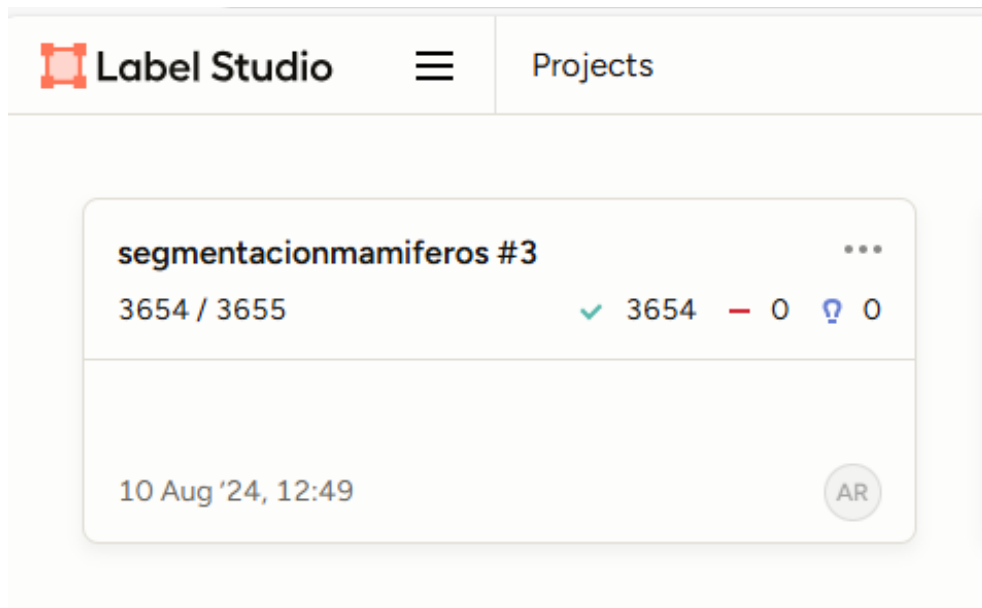 Label Studio Projects
segmentacionmamiferos #3
3654 / 3655 3654 0 0
10 Aug ’24, 12:49 AR